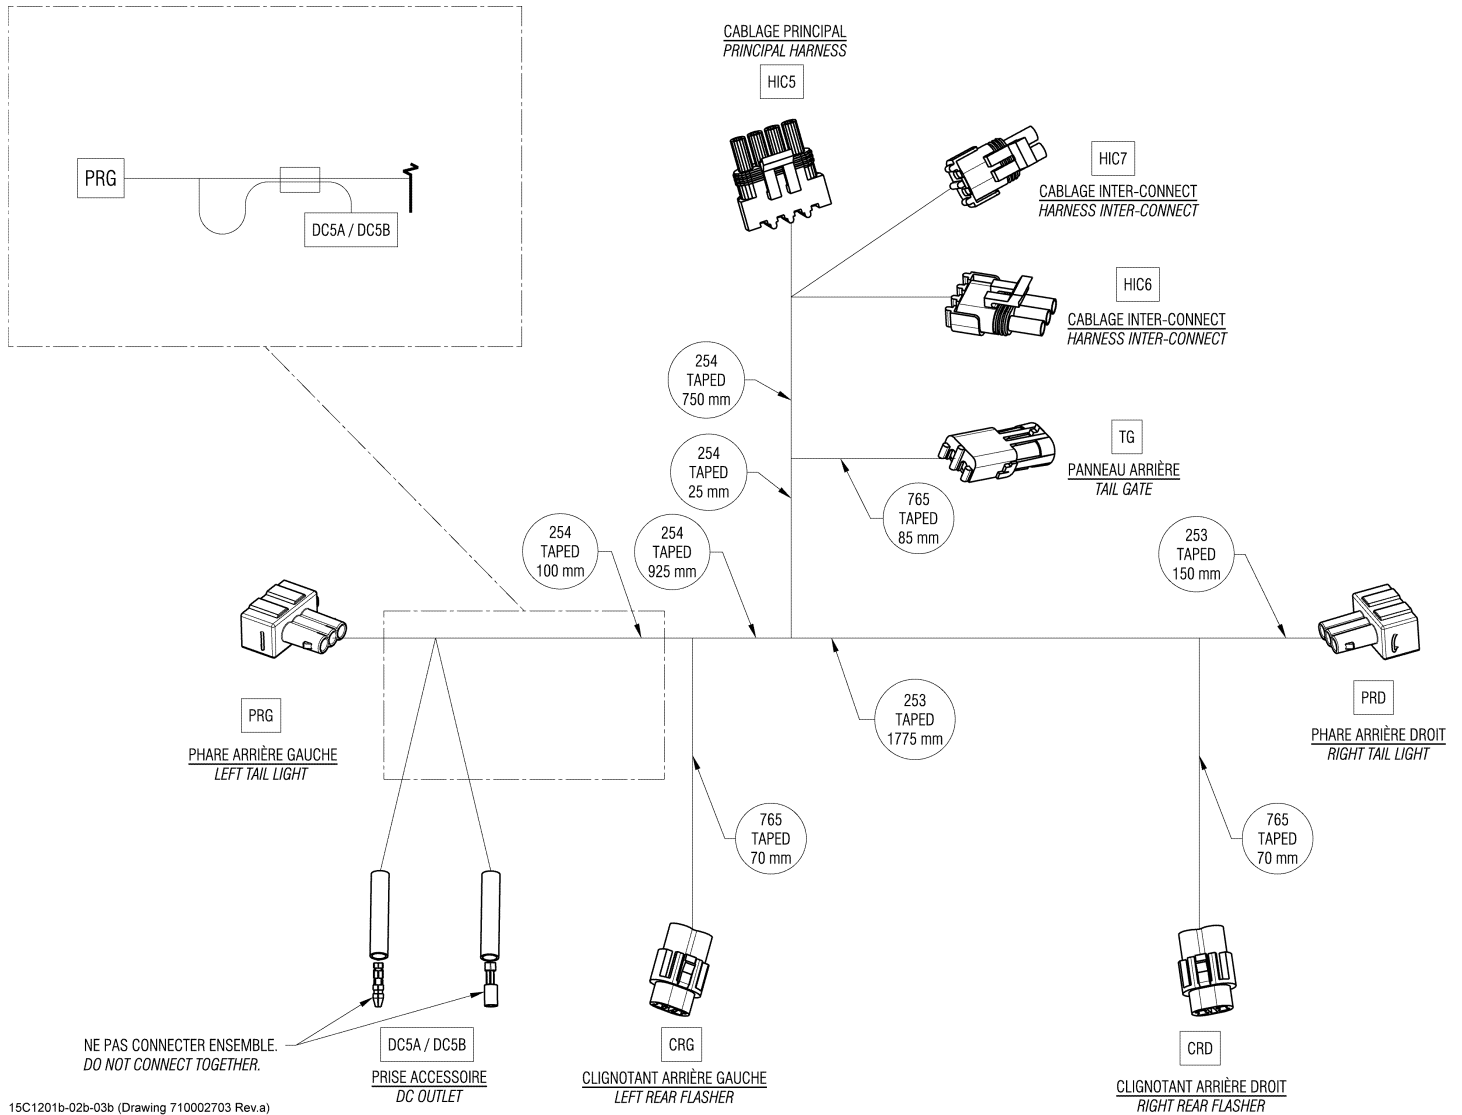 CABLAGE PRINCIPAL
PRINCIPAL HARNESS
HIC5
HIC7
CABLAGE INTER-CONNECT
HARNESS INTER-CONNECT
PRG
DC5A / DC5B
HIC6
CABLAGE INTER-CONNECT
HARNESS INTER-CONNECT
254
TAPED
750 mm
TG
PANNEAU ARRIÈRE
TAIL GATE
254
TAPED
25 mm
765
TAPED
85 mm
254
TAPED
100 mm
254
TAPED
925 mm
253
TAPED
150 mm
PRG
PHARE ARRIÈRE GAUCHE
LEFT TAIL LIGHT
253
TAPED
1775 mm
PRD
PHARE ARRIÈRE DROIT
RIGHT TAIL LIGHT
765
TAPED
70 mm
765
TAPED
70 mm
NE PAS CONNECTER ENSEMBLE.
DO NOT CONNECT TOGETHER.
DC5A / DC5B
PRISE ACCESSOIRE
DC OUTLET
CRG
CLIGNOTANT ARRIÈRE GAUCHE
LEFT REAR FLASHER
CRD
CLIGNOTANT ARRIÈRE DROIT
RIGHT REAR FLASHER
15C1201b-02b-03b (Drawing 710002703 Rev.a)